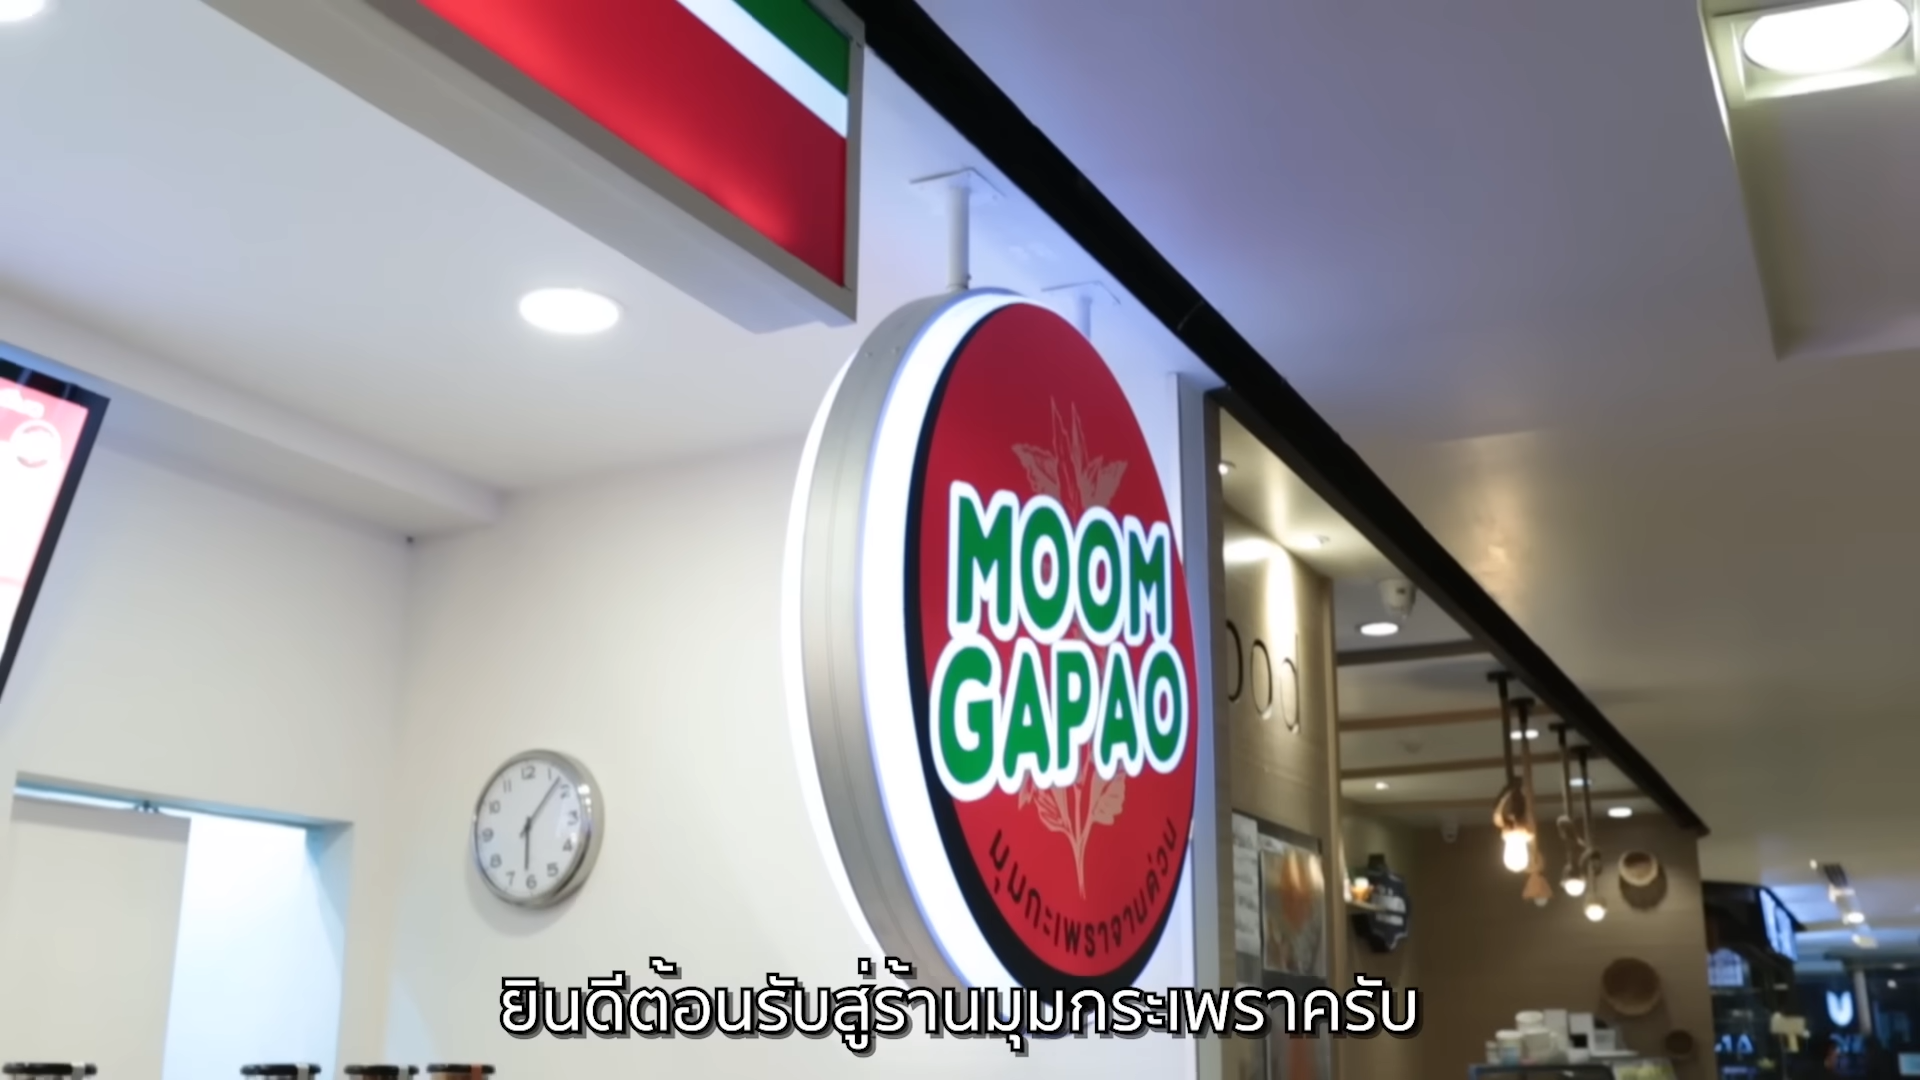 MOOM
GAPAO
มุมกะเพราจานด่วน
ยินดีต้อนรับสู่ร้านมุมกระเพราครับ